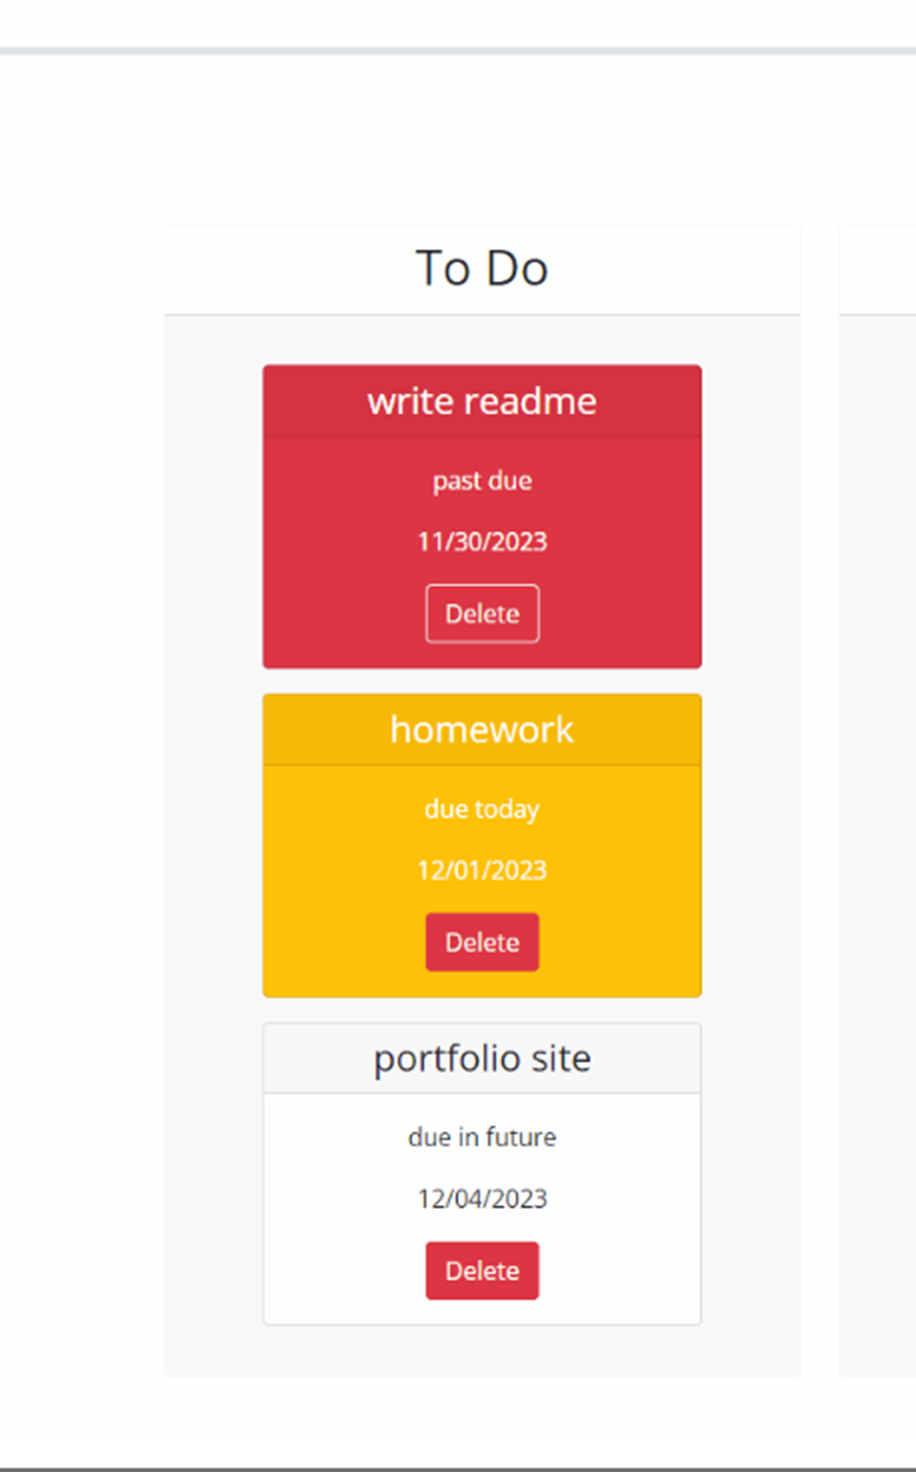 To Do
write readme
past due
11/30/2023
Delete
homework
due today
12/01/2023
Delete
portfolio site
due in future
12/04/2023
Delete